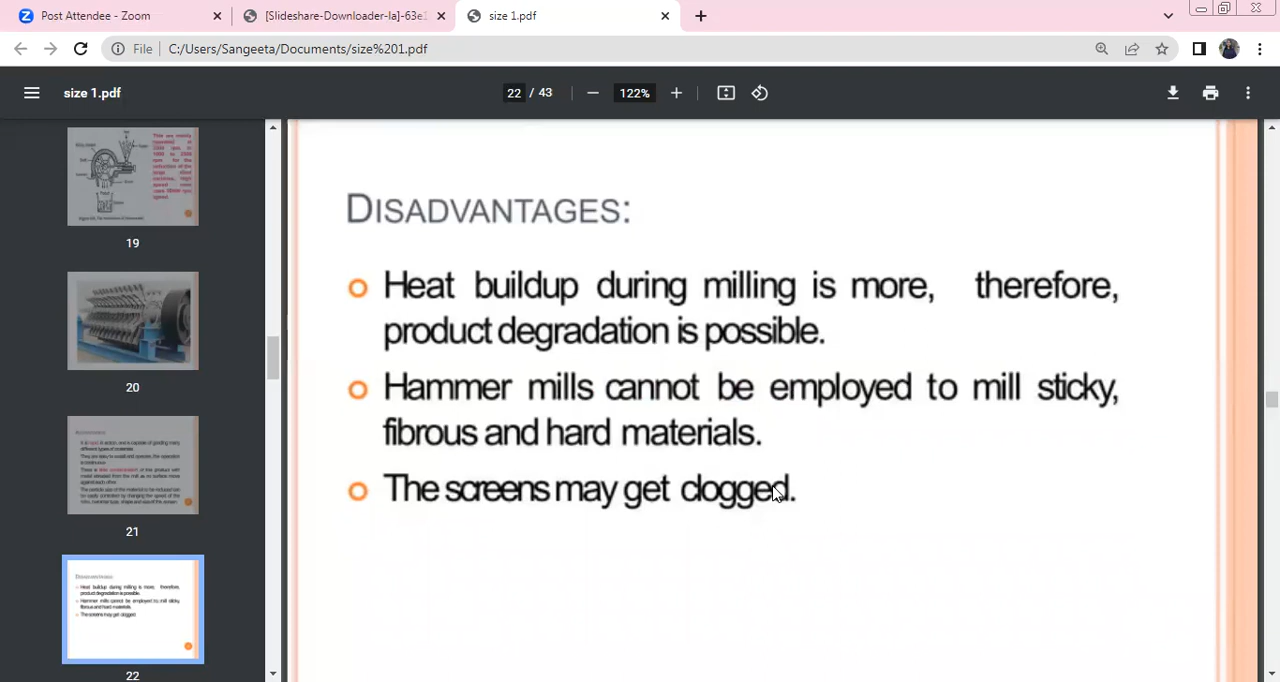 Post Attendee - Zoom
[Slideshare-Downloader-la]-63e1
size 1.pdf
File
C:/Users/Sangeeta/Documents/size%201.pdf
size 1.pdf
22 / 43
122%
19
20
21
22
DISADVANTAGES:
Heat buildup during milling is more, therefore,
product degradation is possible.
Hammer mills cannot be employed to mill sticky,
fibrous and hard materials.
The screens may get clogged.